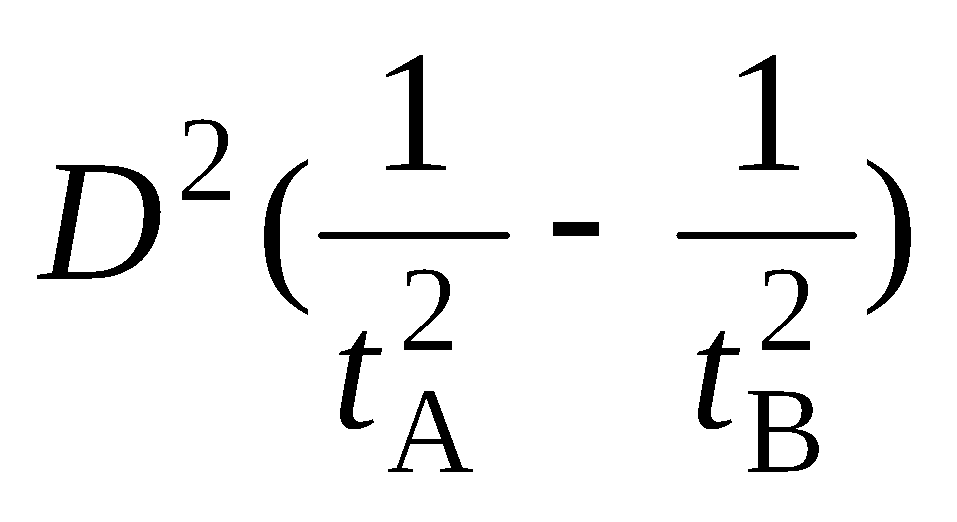 D² (1/t_A² - 1/t_B²)